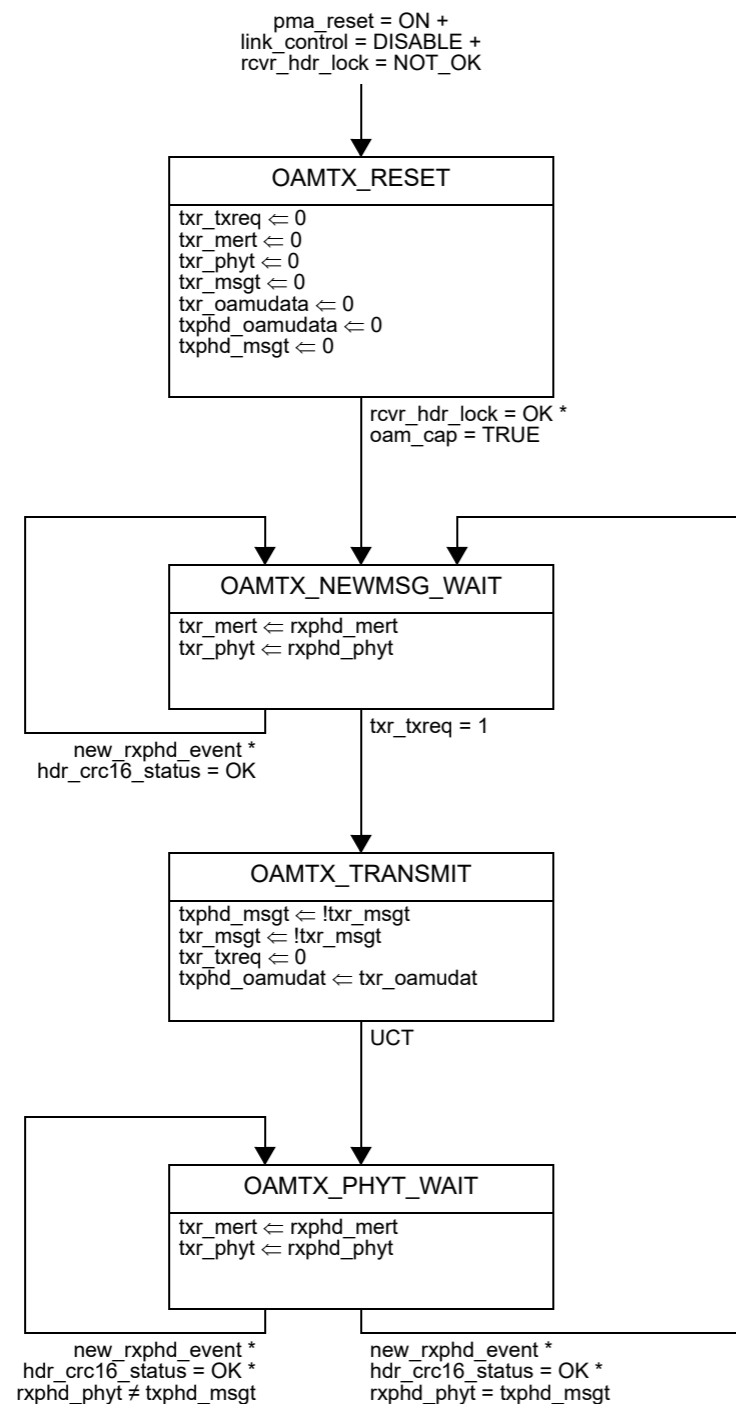 pma_reset = ON +
link_control = DISABLE +
rcvr_hdr_lock = NOT_OK
OAMTX_RESET
txr_txreq ⇐ 0
txr_mert ⇐ 0
txr_phyt ⇐ 0
txr_msgt ⇐ 0
txr_oamudata ⇐ 0
txphd_oamudata ⇐ 0
txphd_msgt ⇐ 0
rcvr_hdr_lock = OK *
oam_cap = TRUE
OAMTX_NEWMSG_WAIT
txr_mert ⇐ rxphd_mert
txr_phyt ⇐ rxphd_phyt
txr_txreq = 1
new_rxphd_event *
hdr_crc16_status = OK
OAMTX_TRANSMIT
txphd_msgt ⇐ !txr_msgt
txr_msgt ⇐ !txr_msgt
txr_txreq ⇐ 0
txphd_oamudat ⇐ txr_oamudat
UCT
OAMTX_PHYT_WAIT
txr_mert ⇐ rxphd_mert
txr_phyt ⇐ rxphd_phyt
new_rxphd_event *
hdr_crc16_status = OK *
rxphd_phyt ≠ txphd_msgt
new_rxphd_event *
hdr_crc16_status = OK *
rxphd_phyt = txphd_msgt